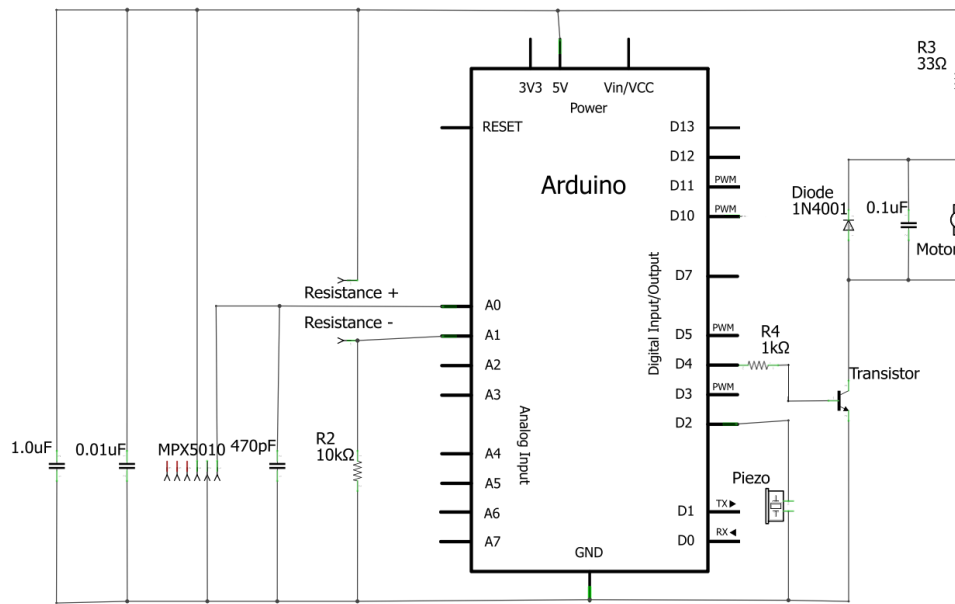 R3
33Ω
3V3 5V Vin/VCC
Power
RESET
D13
D12
Arduino
PWM
D11
PWM
D10
Diode
1N4001
0.1uF
Motor
D7
Resistance +
A0
Resistance -
A1
PWM
D5
R4
1kΩ
A2
D4
Transistor
A3
PWM
D3
D2
Digital Input/Output
Analog Input
1.0uF
0.01uF
MPX5010
470pF
R2
10kΩ
A4
A5
Piezo
A6
TX
D1
A7
RX
D0
GND